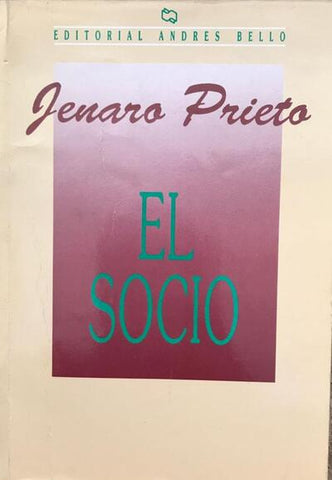 EDITORIAL ANDRES BELLO
Jenaro Prieto
EL
SOCIO